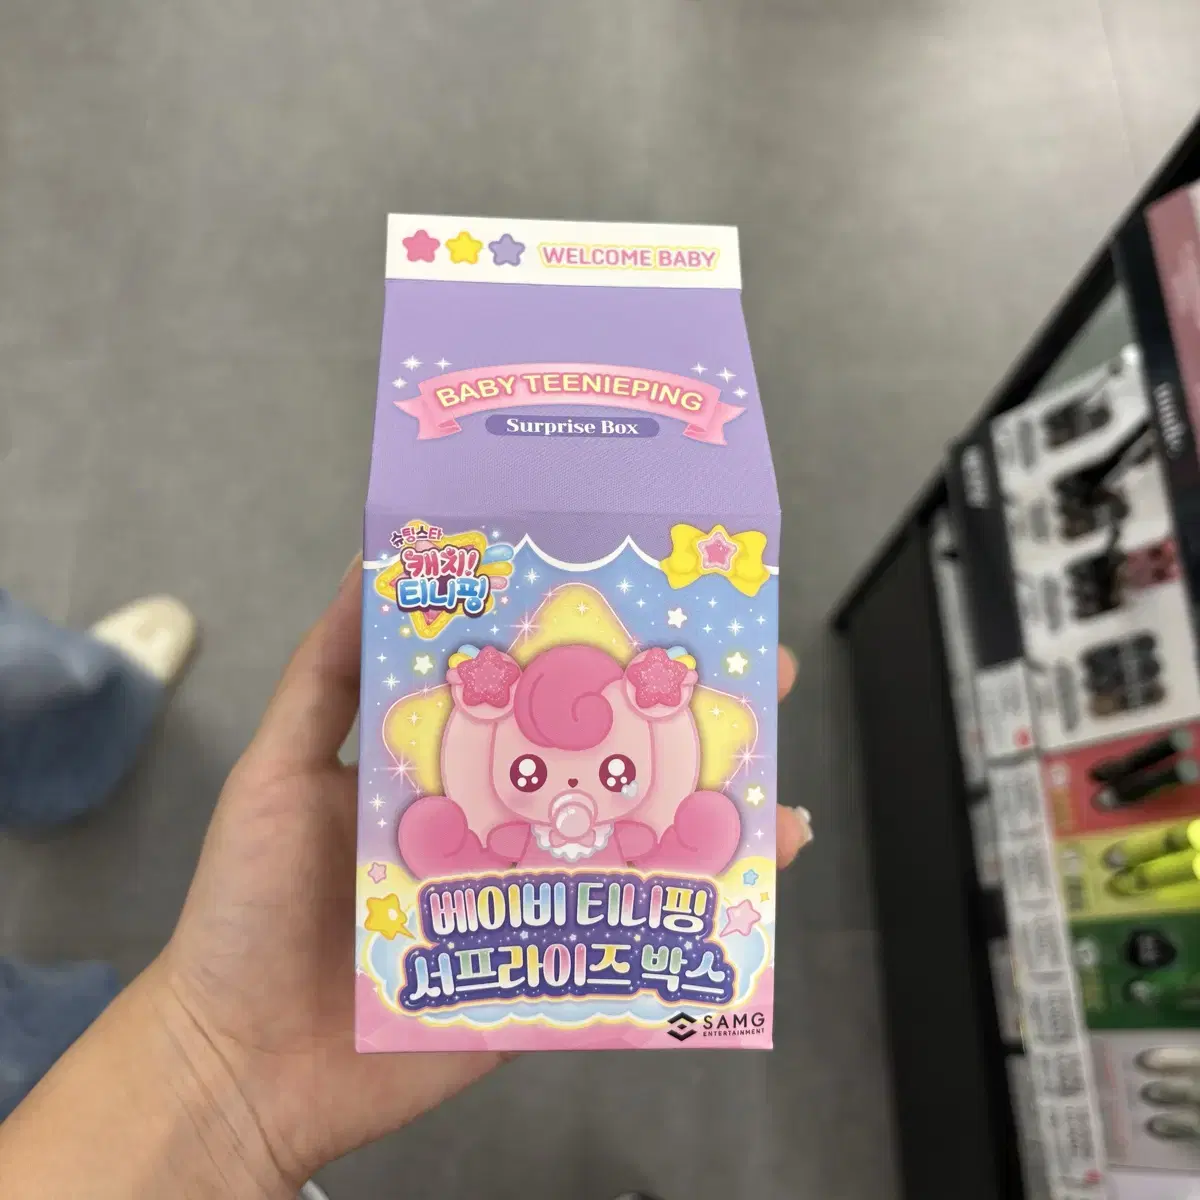 WELCOME BABY
BABY TEENIEPING
Surprise Box
슈팅스타
캐치!
티니핑
베이비 티니핑
서프라이즈 박스
SAMG
ENTERTAINMENT